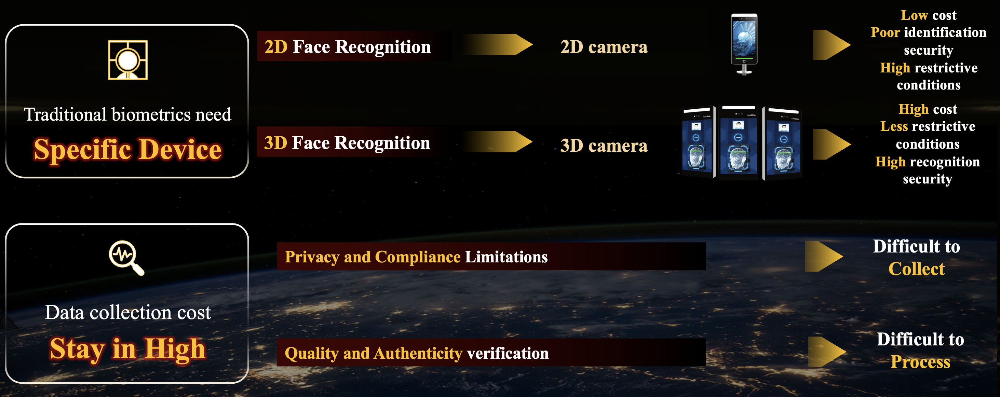 Traditional biometrics need
Specific Device
2D Face Recognition
2D camera
Low cost
Poor identification
security
High restrictive
conditions
3D Face Recognition
3D camera
High cost
Less restrictive
conditions
High recognition
security
Data collection cost
Stay in High
Privacy and Compliance Limitations
Difficult to
Collect
Quality and Authenticity verification
Difficult to
Process